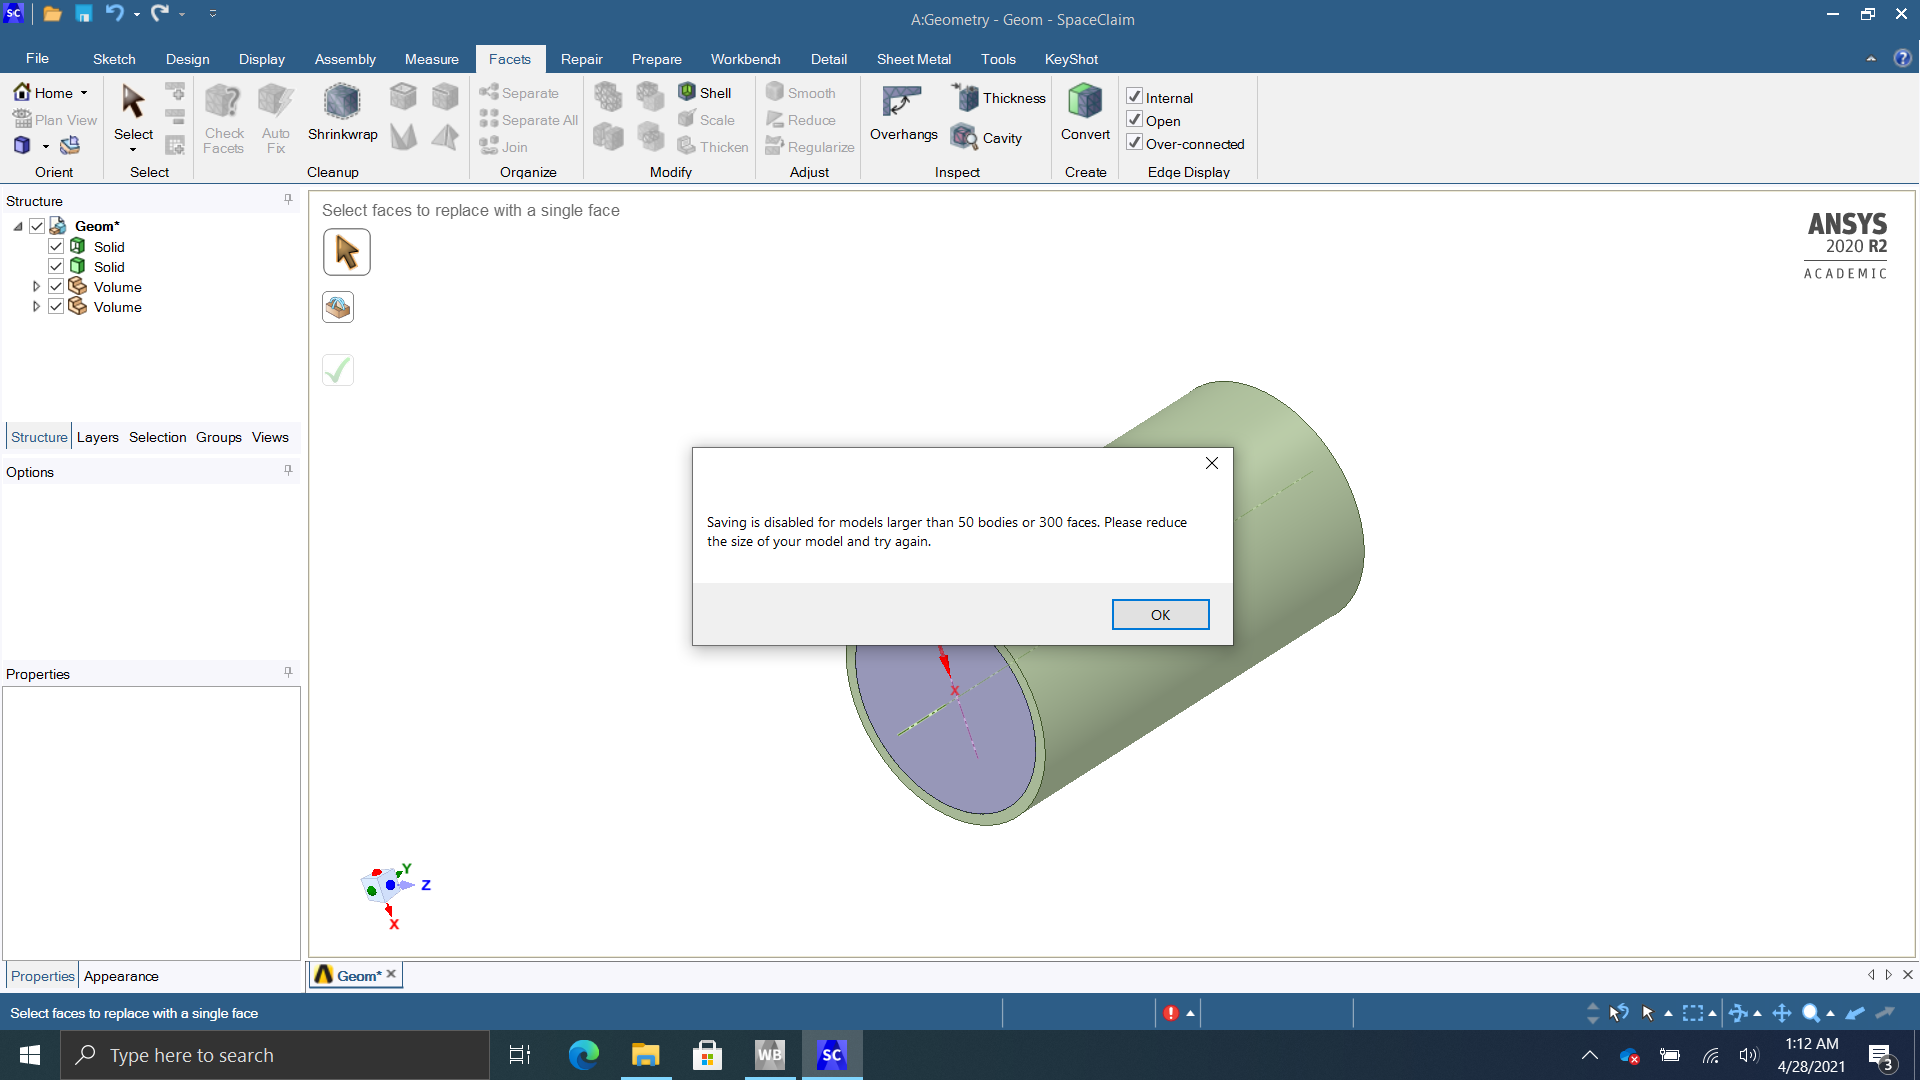 SC
A:Geometry - Geom - SpaceClaim
File Sketch Design Display Assembly Measure Facets Repair Prepare Workbench Detail Sheet Metal Tools KeyShot
Home
Plan View
Orient
Select
Select
Check Facets
Auto Fix
Shrinkwrap
Cleanup
Separate
Separate All
Join
Organize
Shell
Scale
Thicken
Modify
Smooth
Reduce
Regularize
Adjust
Overhangs
Thickness
Cavity
Inspect
Convert
Create
Internal
Open
Over-connected
Edge Display
Structure
Geom*
Solid
Solid
Volume
Volume
Structure Layers Selection Groups Views
Options
Properties
Properties Appearance
Select faces to replace with a single face
ANSYS
2020 R2
ACADEMIC
Saving is disabled for models larger than 50 bodies or 300 faces. Please reduce
the size of your model and try again.
OK
X
Y
Z
X
Geom*
Select faces to replace with a single face
Type here to search
WB
SC
1:12 AM
4/28/2021
3